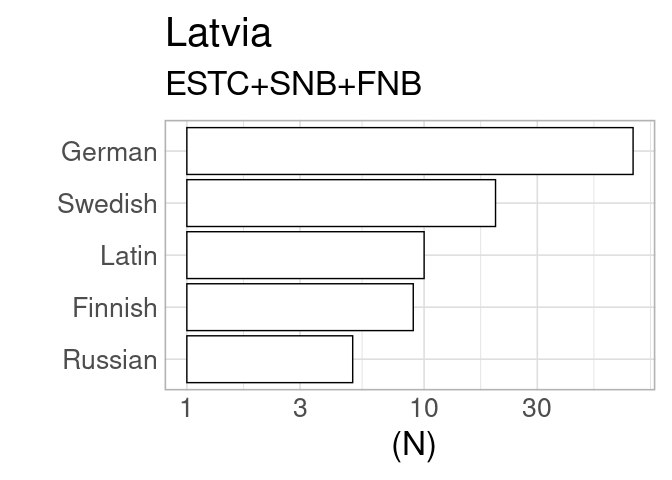 Latvia
ESTC+SNB+FNB
German
Swedish
Latin
Finnish
Russian
1 3 10 30
(N)